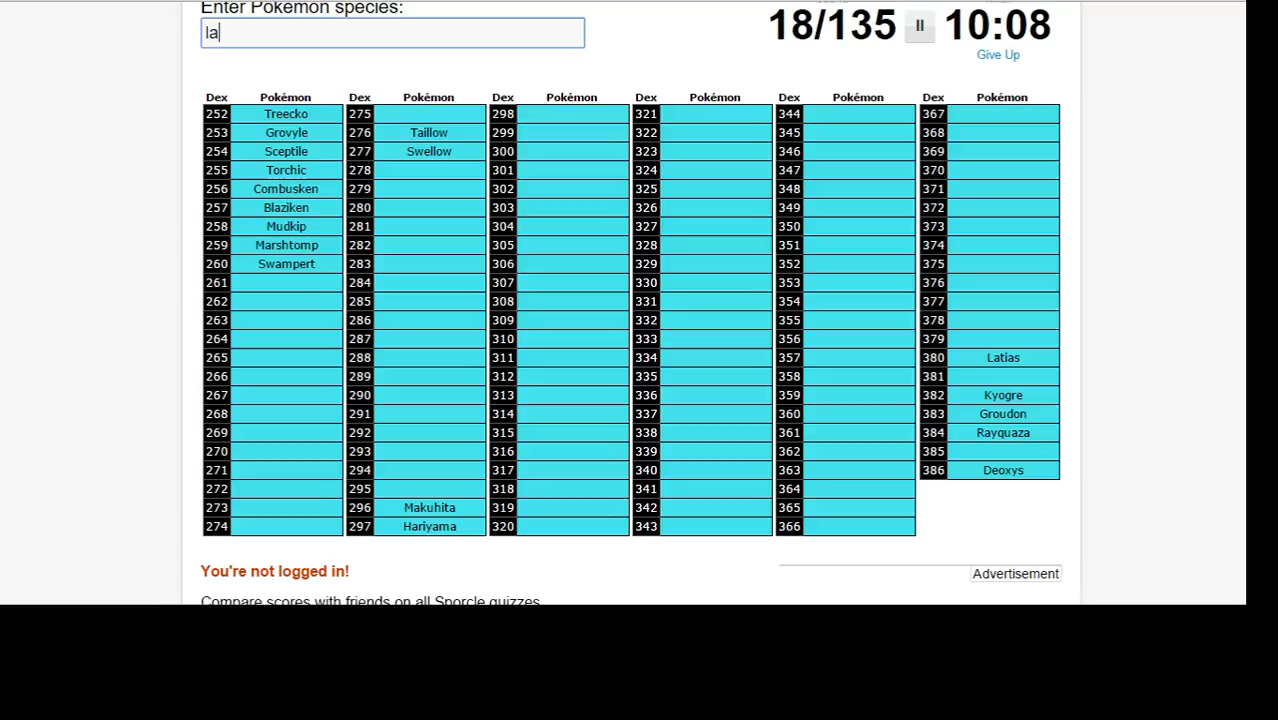 Enter Pokemon species:
la
18/135
10:08
Give Up
Dex Pokémon Dex Pokémon Dex Pokémon Dex Pokémon Dex Pokémon Dex Pokémon
252 Treecko 275 298 321 344 367
253 Grovyle 276 Taillow 299 322 345 368
254 Sceptile 277 Swellow 300 323 346 369
255 Torchic 278 301 324 347 370
256 Combusken 279 302 325 348 371
257 Blaziken 280 303 326 349 372
258 Mudkip 281 304 327 350 373
259 Marshtomp 282 305 328 351 374
260 Swampert 283 306 329 352 375
261 284 307 330 353 376
262 285 308 331 354 377
263 286 309 332 355 378
264 287 310 333 356 379
265 288 311 334 357 380 Latias
266 289 312 335 358 381
267 290 313 336 359 382 Kyogre
268 291 314 337 360 383 Groudon
269 292 315 338 361 384 Rayquaza
270 293 316 339 362 385
271 294 317 340 363 386 Deoxys
272 295 318 341 364
273 296 Makuhita 319 342 365
274 297 Hariyama 320 343 366
You're not logged in!
Advertisement
Compare scores with friends on all Sporcle quizzes